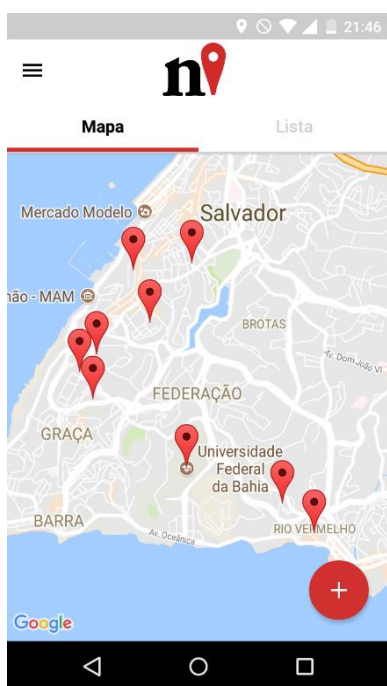 21:46
n
Mapa
Lista
Mercado Modelo
Salvador
hão - MAM
BROTAS
Av. Dom João VI
FEDERAÇÃO
GRAÇA
Universidade
Federal
da Bahia
BARRA
RIO VERMELHO
Av. Oceânica
+
Google